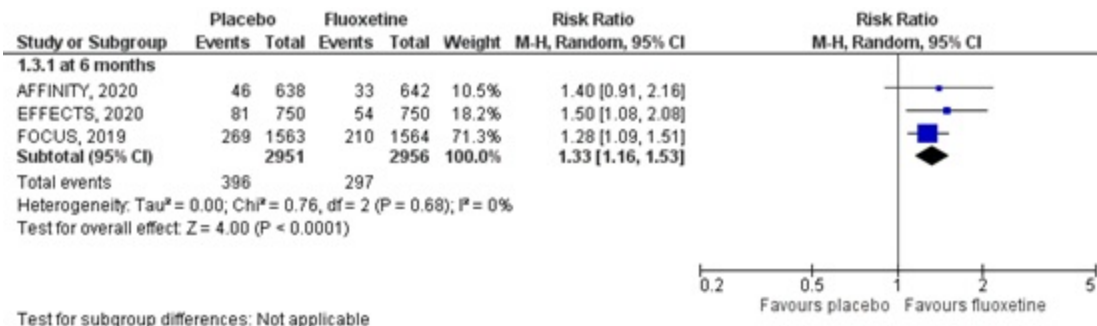 Placebo Fluoxetine Risk Ratio Risk Ratio
Study or Subgroup Events Total Events Total Weight M-H, Random, 95% CI M-H, Random, 95% CI
1.3.1 at 6 months
AFFINITY, 2020 46 638 33 642 10.5% 1.40 [0.91, 2.16]
EFFECTS, 2020 81 750 54 750 18.2% 1.50 [1.08, 2.08]
FOCUS, 2019 269 1563 210 1564 71.3% 1.28 [1.09, 1.51]
Subtotal (95% CI) 2951 2956 100.0% 1.33 [1.16, 1.53]
Total events 396 297
Heterogeneity: Tau² = 0.00; Chi² = 0.76, df = 2 (P = 0.68); I² = 0%
Test for overall effect: Z = 4.00 (P < 0.0001)
0.2 0.5 1 2 5
Favours placebo Favours fluoxetine
Test for subgroup differences: Not applicable